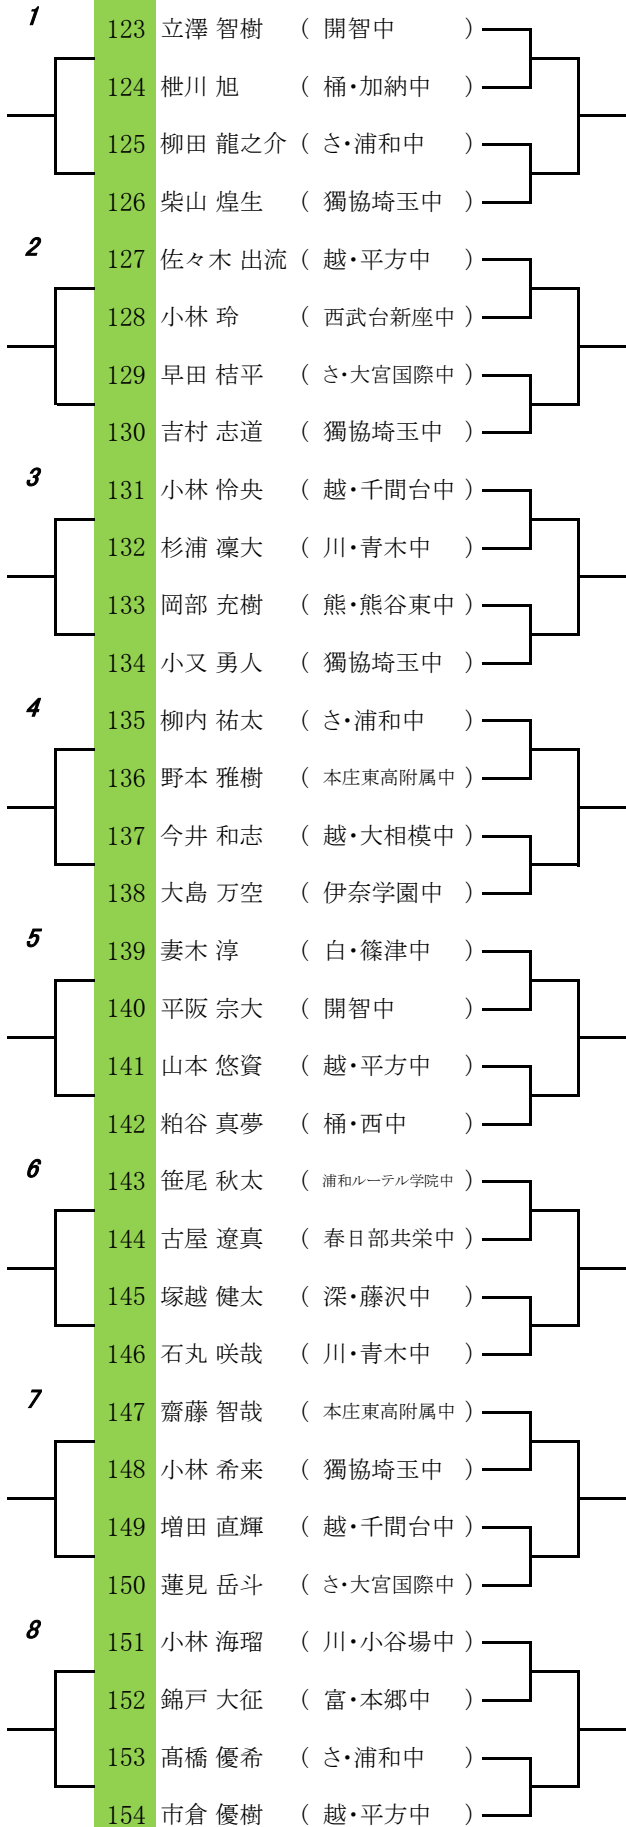 1
123 立澤 智樹 ( 開智中 )
124 枻川 旭 ( 桶・加納中 )
125 柳田 龍之介 ( さ・浦和中 )
126 柴山 煌生 ( 獨協埼玉中 )
2
127 佐々木 出流 ( 越・平方中 )
128 小林 玲 ( 西武台新座中 )
129 早田 桔平 ( さ・大宮国際中 )
130 吉村 志道 ( 獨協埼玉中 )
3
131 小林 怜央 ( 越・千間台中 )
132 杉浦 凜大 ( 川・青木中 )
133 岡部 充樹 ( 熊・熊谷東中 )
134 小又 勇人 ( 獨協埼玉中 )
4
135 柳内 祐太 ( さ・浦和中 )
136 野本 雅樹 ( 本庄東高附属中 )
137 今井 和志 ( 越・大相模中 )
138 大島 万空 ( 伊奈学園中 )
5
139 妻木 淳 ( 白・篠津中 )
140 平阪 宗大 ( 開智中 )
141 山本 悠資 ( 越・平方中 )
142 粕谷 真夢 ( 桶・西中 )
6
143 笹尾 秋太 ( 浦和ルーテル学院中 )
144 古屋 遼真 ( 春日部共栄中 )
145 塚越 健太 ( 深・藤沢中 )
146 石丸 咲哉 ( 川・青木中 )
7
147 齋藤 智哉 ( 本庄東高附属中 )
148 小林 希来 ( 獨協埼玉中 )
149 増田 直輝 ( 越・千間台中 )
150 蓮見 岳斗 ( さ・大宮国際中 )
8
151 小林 海瑠 ( 川・小谷場中 )
152 錦戸 大征 ( 富・本郷中 )
153 髙橋 優希 ( さ・浦和中 )
154 市倉 優樹 ( 越・平方中 )